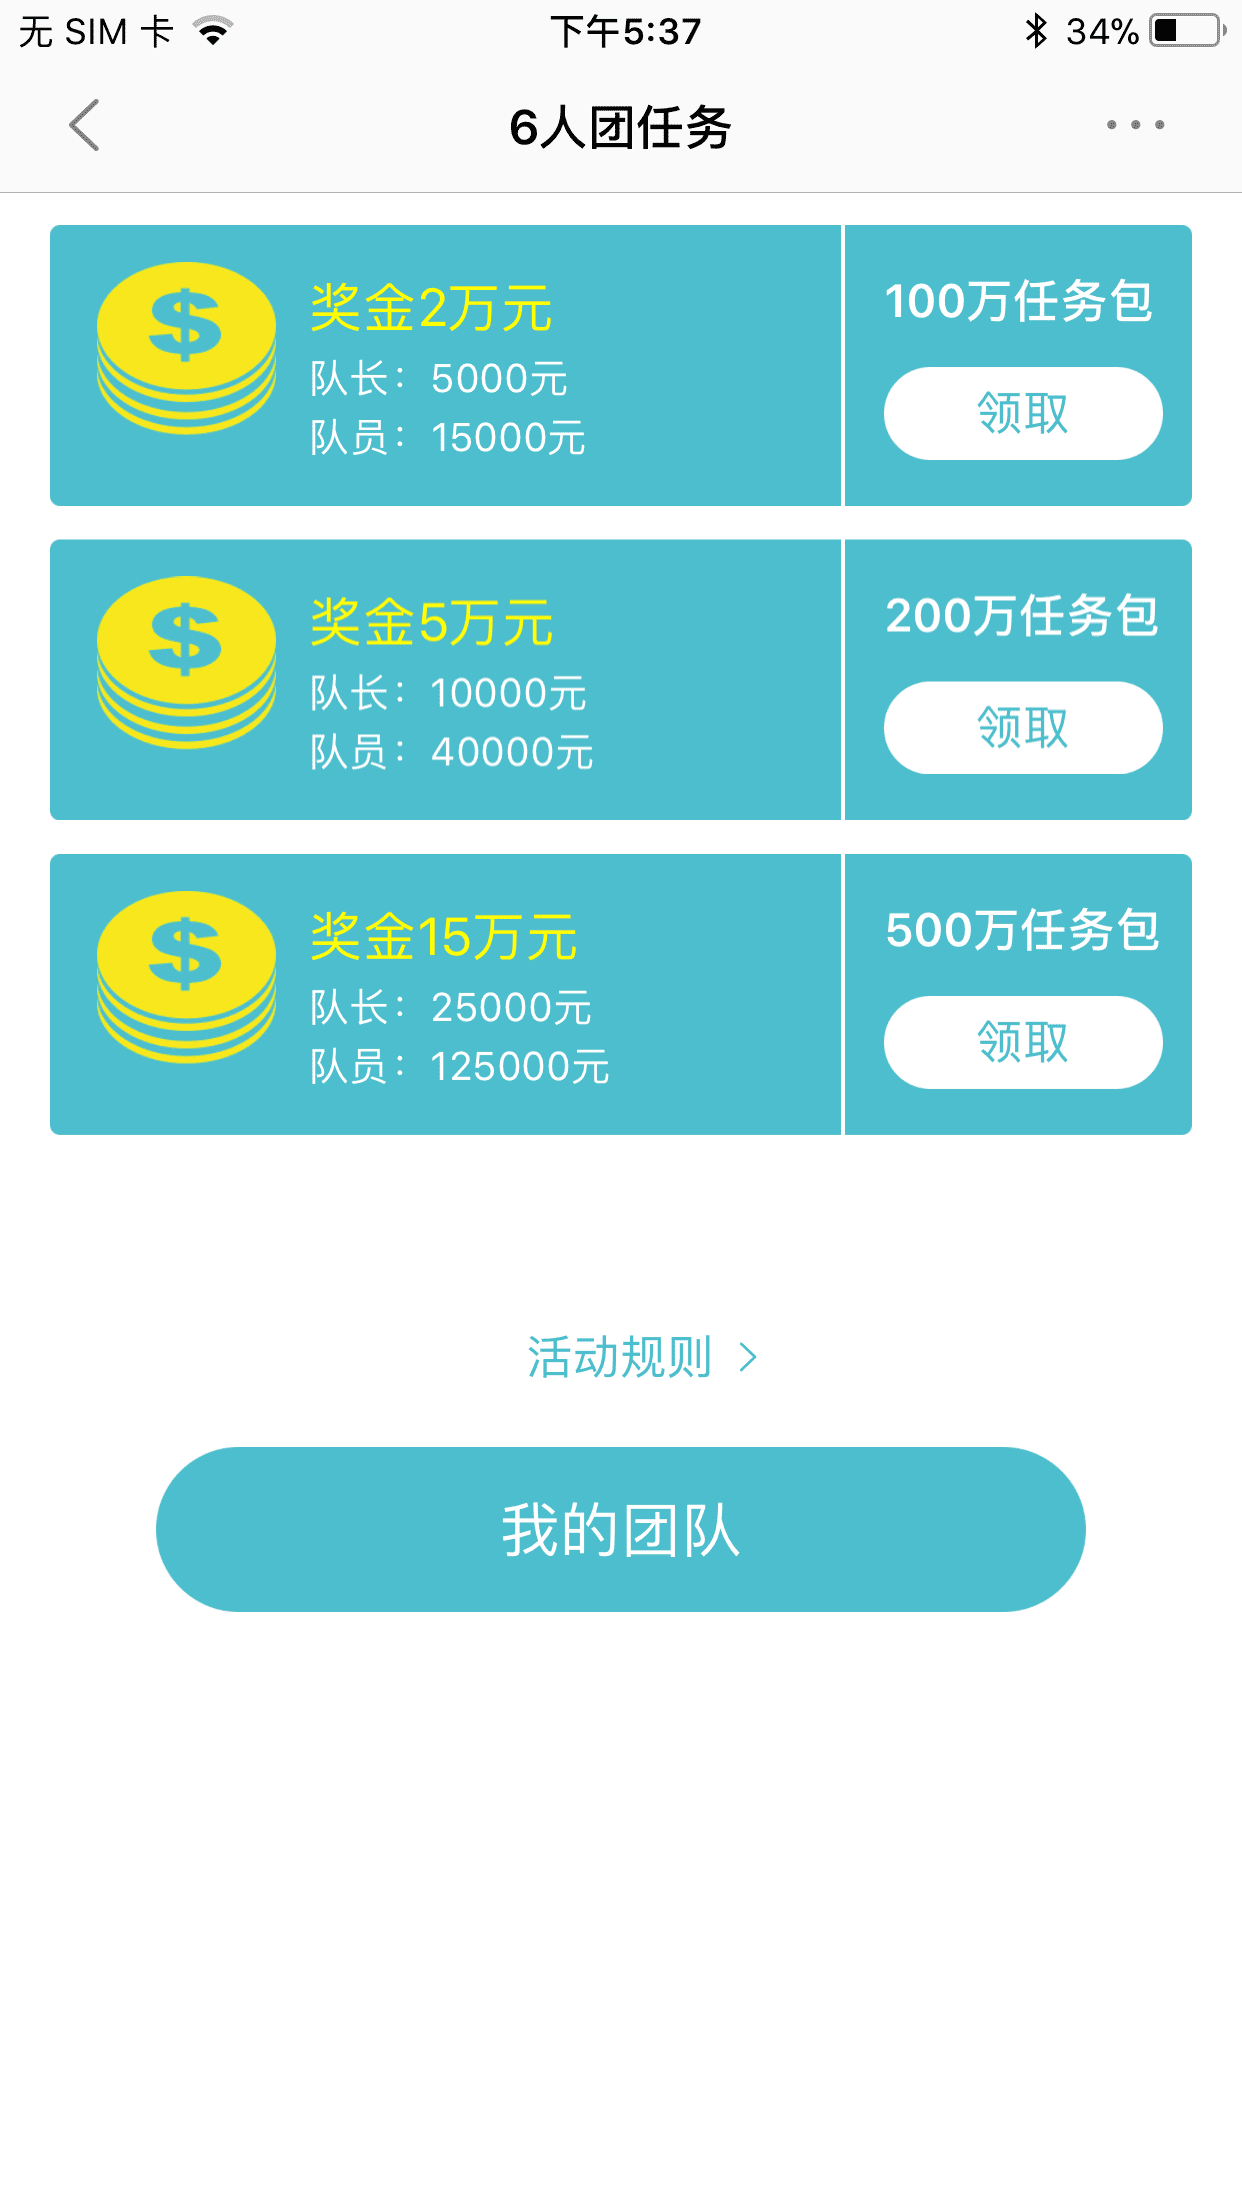 无 SIM 卡 下午5:37 34%
6人团任务
奖金2万元
队长：5000元
队员：15000元
100万任务包
领取
奖金5万元
队长：10000元
队员：40000元
200万任务包
领取
奖金15万元
队长：25000元
队员：125000元
500万任务包
领取
活动规则 >
我的团队